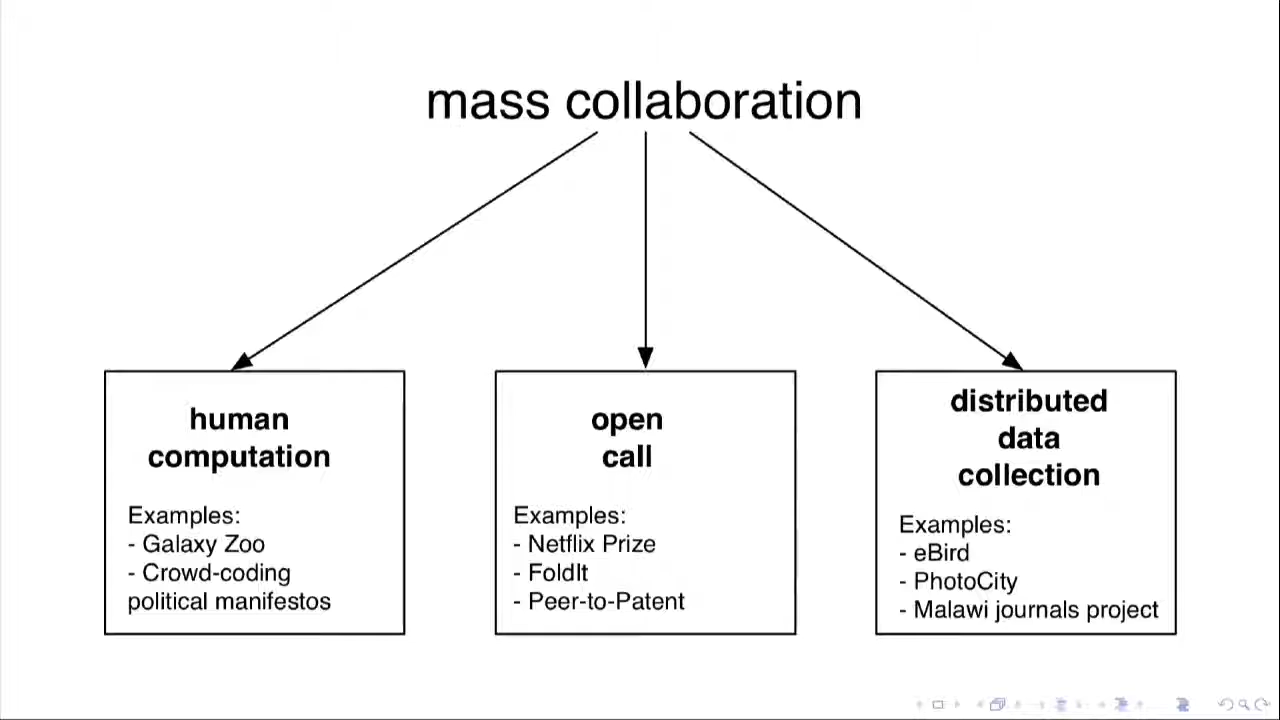 mass collaboration
human
computation
Examples:
- Galaxy Zoo
- Crowd-coding
political manifestos
open
call
Examples:
- Netflix Prize
- FoldIt
- Peer-to-Patent
distributed
data
collection
Examples:
- eBird
- PhotoCity
- Malawi journals project